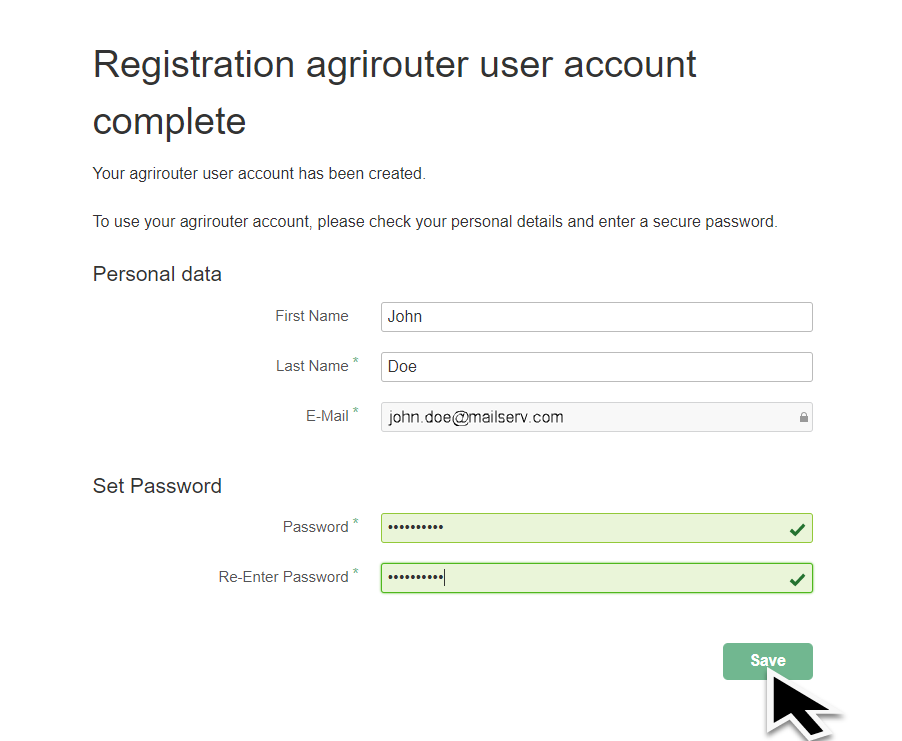 Registration agrirouter user account
complete
Your agrirouter user account has been created.
To use your agrirouter account, please check your personal details and enter a secure password.
Personal data
First Name John
Last Name * Doe
E-Mail * john.doe@mailserv.com
Set Password
Password * ••••••••••
Re-Enter Password * ••••••••••
Save